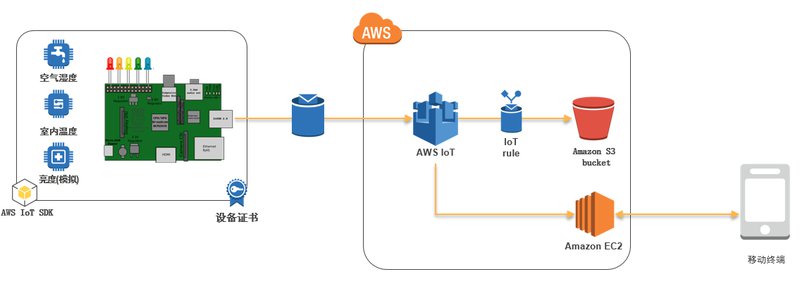 空气湿度
室内温度
亮度(模拟)
AWS IoT SDK
设备证书
AWS
AWS IoT
IoT
rule
Amazon S3
bucket
Amazon EC2
移动终端